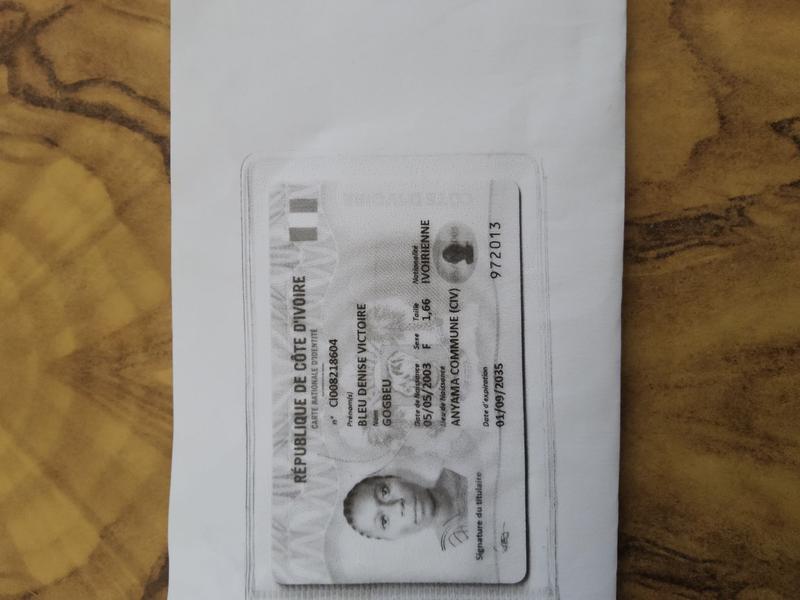 CÔTE D'IVOIRE
RÉPUBLIQUE DE CÔTE D'IVOIRE
CARTE NATIONALE D'IDENTITÉ
n° CI008218604
Prénom(s)
BLEU DENISE VICTOIRE
Nom
GOGBEU
Date de Naissance Sexe Taille Nationalité
05/05/2003 F 1,66 IVOIRIENNE
Lieu de Naissance
ANYAMA COMMUNE (CIV)
Date d'expiration
01/09/2035 972013
Signature du titulaire